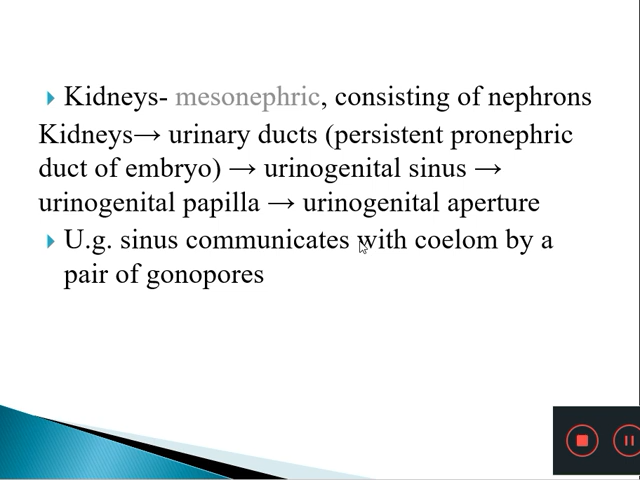 Kidneys- mesonephric, consisting of nephrons
Kidneys→ urinary ducts (persistent pronephric
duct of embryo) → urinogenital sinus →
urinogenital papilla → urinogenital aperture
U.g. sinus communicates with coelom by a
pair of gonopores